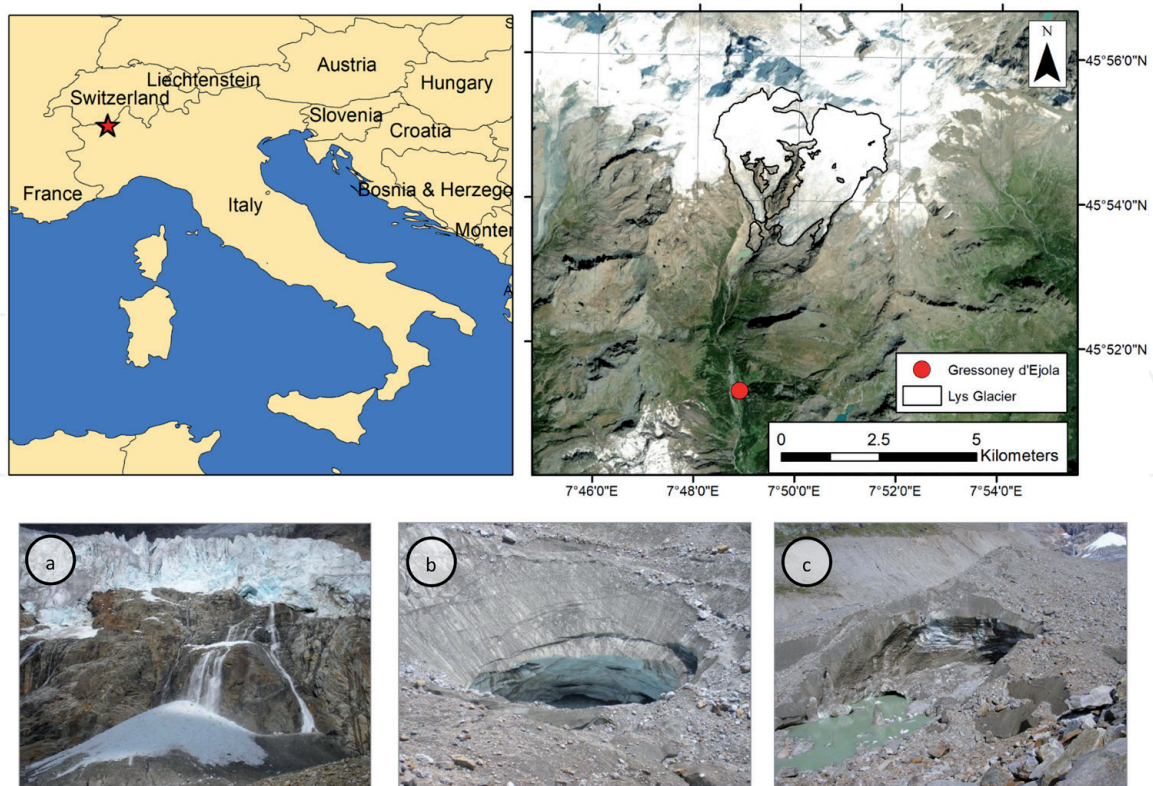 S
Austria
Liechtenstein
Switzerland
Hungary
Slovenia
Croatia
France
Bosnia & Herzego
Italy
Monter
A
N
45°56'0"N
45°54'0"N
45°52'0"N
Gressoney d'Ejola
Lys Glacier
0 2.5 5
Kilometers
7°46'0"E 7°48'0"E 7°50'0"E 7°52'0"E 7°54'0"E
a
b
c